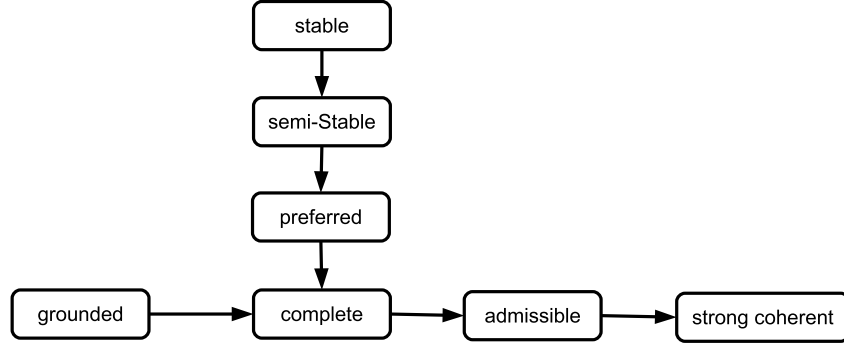 stable
semi-Stable
preferred
grounded
complete
admissible
strong coherent